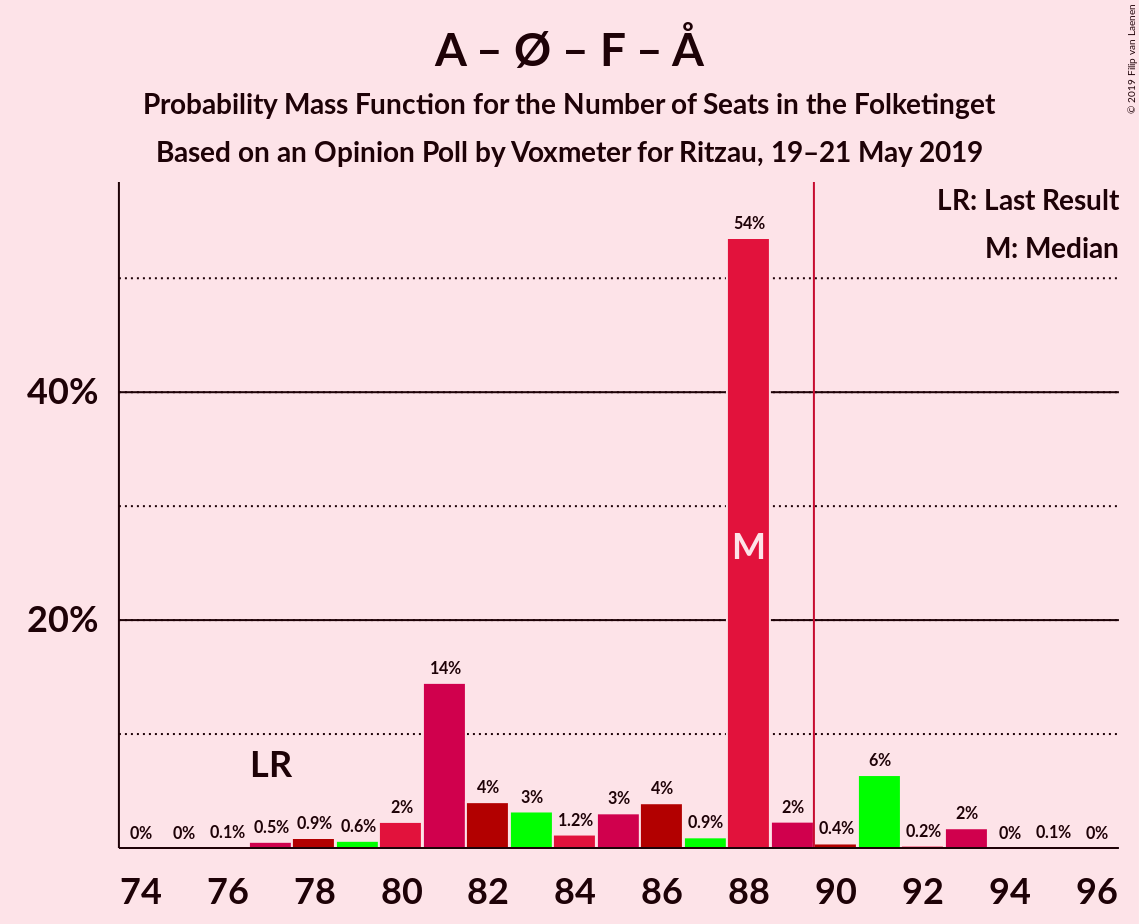 A – Ø – F – Å
Probability Mass Function for the Number of Seats in the Folketinget
Based on an Opinion Poll by Voxmeter for Ritzau, 19–21 May 2019
© 2019 Filip van Laenen
LR: Last Result
M: Median
40%
20%
0% 0% 0.1% 0.5% 0.9% 0.6% 2% 14% 4% 3% 1.2% 3% 4% 0.9% 54% 2% 0.4% 6% 0.2% 2% 0% 0.1% 0%
LR
M
74 76 78 80 82 84 86 88 90 92 94 96